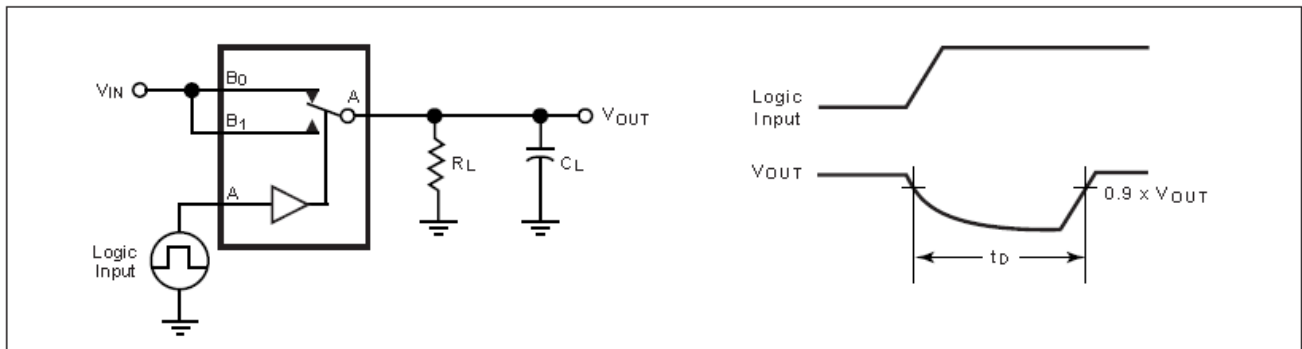 VIN
B0
A
B1
A
Logic
Input
RL
CL
VOUT
Logic
Input
VOUT
0.9 x VOUT
tD